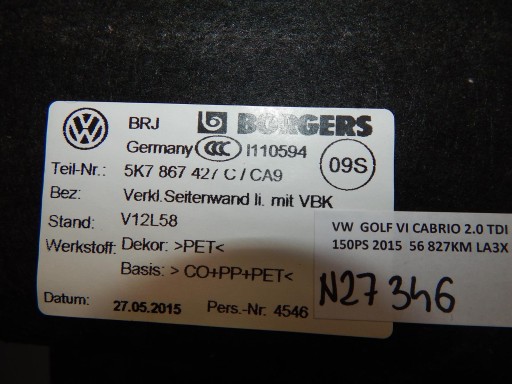 BRJ BORGERS
Germany CCC I110594
09S
Teil-Nr.: 5K7 867 427 C / CA9
Bez: Verkl.Seitenwand li. mit VBK
Stand: V12L58
Werkstoff: Dekor: >PET<
Basis: > CO+PP+PET<
Datum: 27.05.2015 Pers.-Nr. 4546
VW GOLF VI CABRIO 2.0 TDI
150PS 2015 56 827KM LA3X
N27346